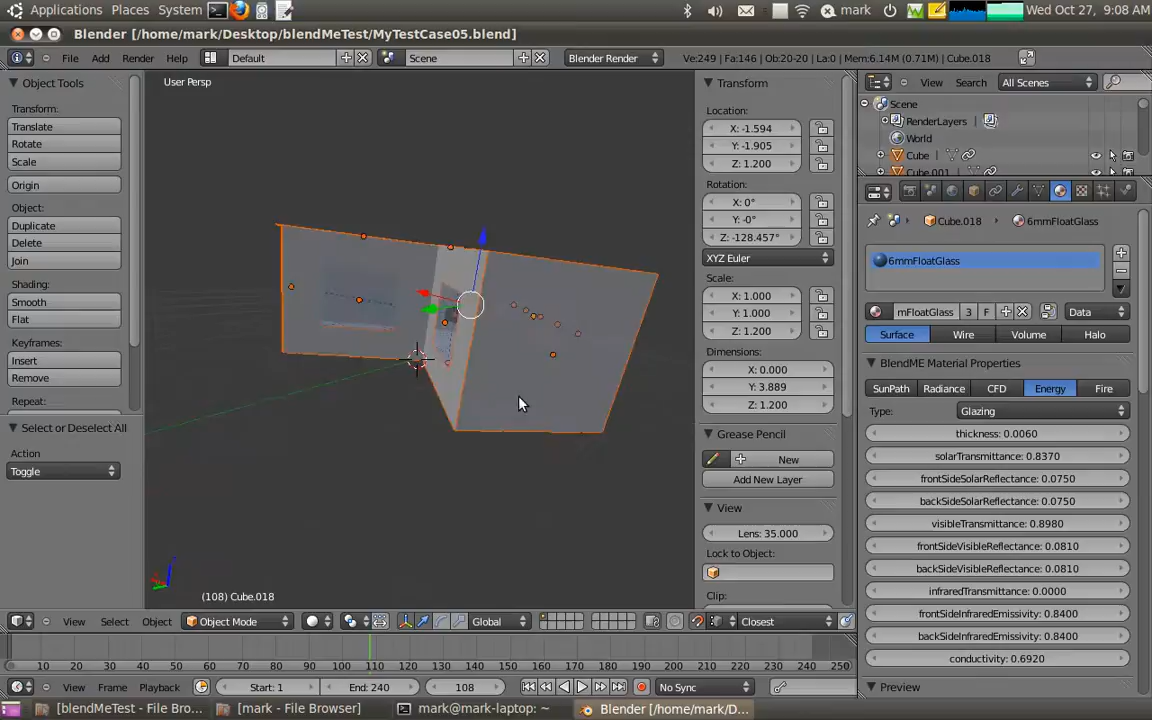 Applications Places System mark Wed Oct 27, 9:08 AM
Blender [/home/mark/Desktop/blendMeTest/MyTestCase05.blend]
File Add Render Help Default Scene Blender Render Ve:249 | Fa:146 | Ob:20-20 | La:0 | Mem:6.14M (0.71M) | Cube.018
Object Tools
Transform:
Translate
Rotate
Scale
Origin
Object:
Duplicate
Delete
Join
Shading:
Smooth
Flat
Keyframes:
Insert
Remove
Repeat:
Select or Deselect All
Action
Toggle
User Persp
(108) Cube.018
Transform
Location:
X: -1.594
Y: -1.905
Z: 1.200
Rotation:
X: 0°
Y: -0°
Z: -128.457°
XYZ Euler
Scale:
X: 1.000
Y: 1.000
Z: 1.200
Dimensions:
X: 0.000
Y: 3.889
Z: 1.200
Grease Pencil
New
Add New Layer
View
Lens: 35.000
Lock to Object:
Clip:
View Search All Scenes
Scene
RenderLayers
World
Cube
Cube.001
Cube.018 6mmFloatGlass
6mmFloatGlass
mFloatGlass 3 F Data
Surface Wire Volume Halo
BlendME Material Properties
SunPath Radiance CFD Energy Fire
Type: Glazing
thickness: 0.0060
solarTransmittance: 0.8370
frontSideSolarReflectance: 0.0750
backSideSolarReflectance: 0.0750
visibleTransmittance: 0.8980
frontSideVisibleReflectance: 0.0810
backSideVisibleReflectance: 0.0810
infraredTransmittance: 0.0000
frontSideInfraredEmissivity: 0.8400
backSideInfraredEmissivity: 0.8400
conductivity: 0.6920
Preview
View Select Object Object Mode Global Closest
10 20 30 40 50 60 70 80 90 100 110 120 130 140 150 160 170 180 190 200 210 220 230 240 250
View Frame Playback Start: 1 End: 240 108 No Sync
[blendMeTest - File Bro... [mark - File Browser] mark@mark-laptop: ~ Blender [/home/mark/D...